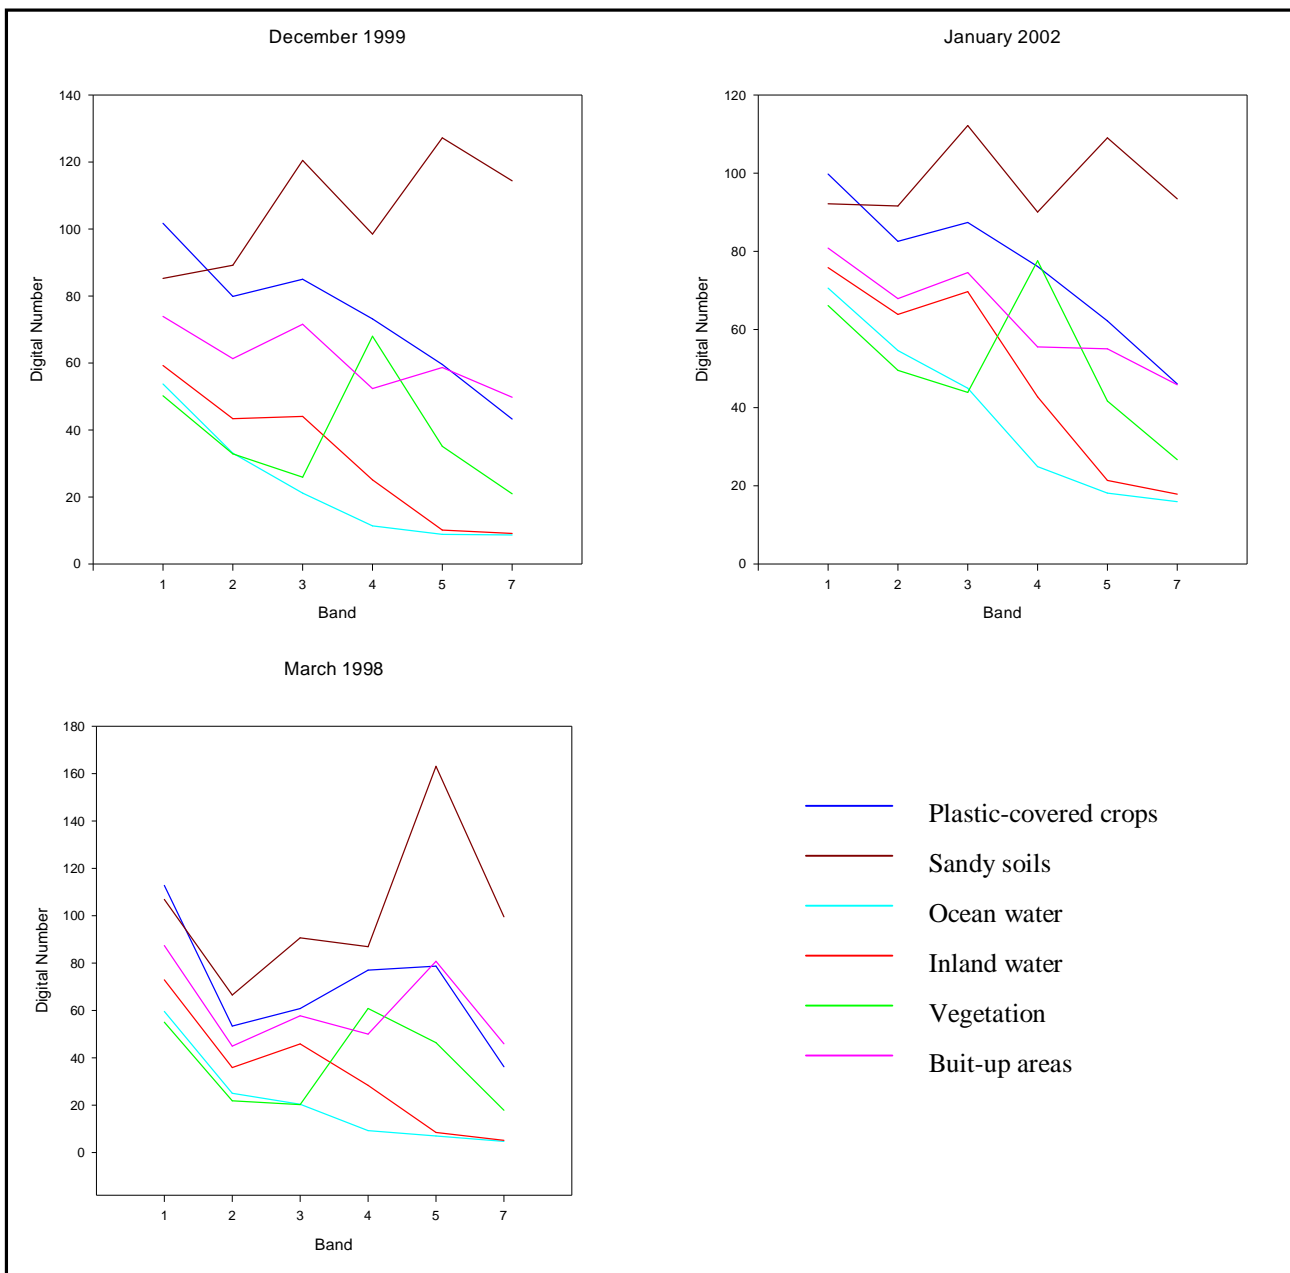 December 1999
140
120
100
80
60
40
20
0
Digital Number
1 2 3 4 5 7
Band
January 2002
120
100
80
60
40
20
0
Digital Number
1 2 3 4 5 7
Band
March 1998
180
160
140
120
100
80
60
40
20
0
Digital Number
1 2 3 4 5 7
Band
Plastic-covered crops
Sandy soils
Ocean water
Inland water
Vegetation
Buit-up areas